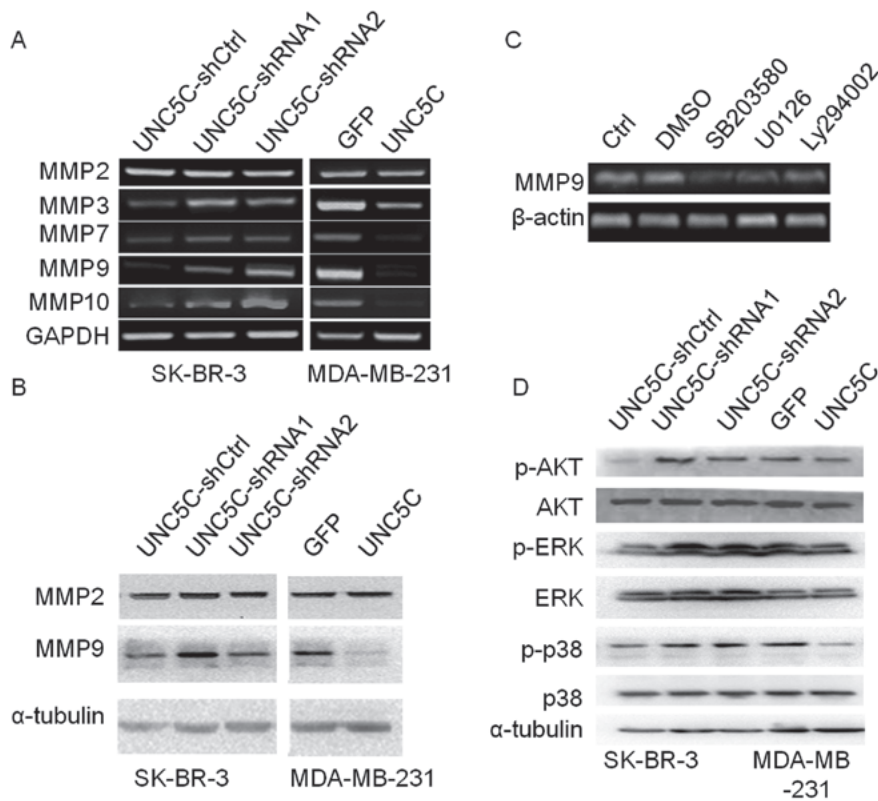 A
UNC5C-shCtrl
UNC5C-shRNA1
UNC5C-shRNA2
GFP
UNC5C
MMP2
MMP3
MMP7
MMP9
MMP10
GAPDH
SK-BR-3
MDA-MB-231
B
UNC5C-shCtrl
UNC5C-shRNA1
UNC5C-shRNA2
GFP
UNC5C
MMP2
MMP9
α-tubulin
SK-BR-3
MDA-MB-231
C
Ctrl
DMSO
SB203580
U0126
Ly294002
MMP9
β-actin
D
UNC5C-shCtrl
UNC5C-shRNA1
UNC5C-shRNA2
GFP
UNC5C
p-AKT
AKT
p-ERK
ERK
p-p38
p38
α-tubulin
SK-BR-3
MDA-MB
-231